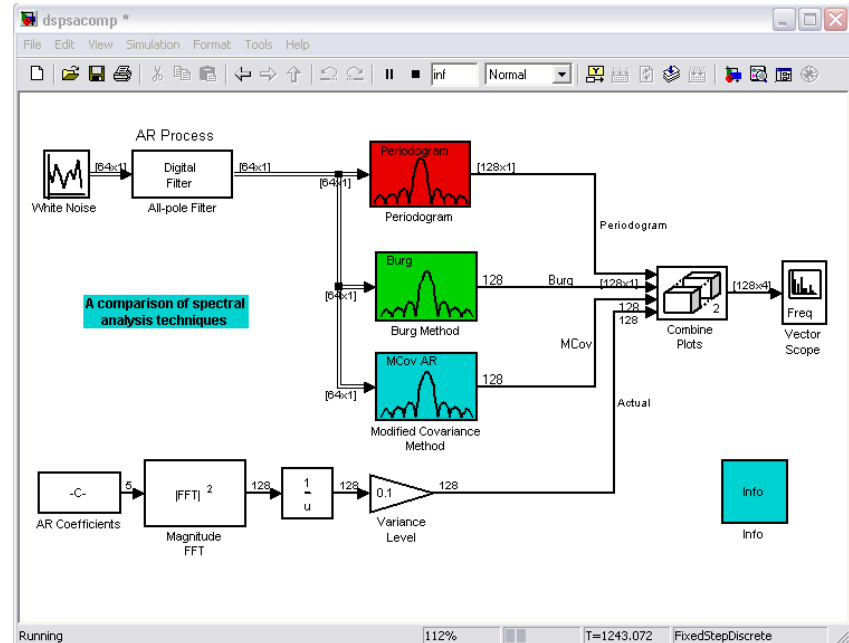 dspsacomp *
File Edit View Simulation Format Tools Help
inf Normal
AR Process
White Noise
[64x1]
Digital
Filter
All-pole Filter
[64x1]
[64x1]
Periodogram
Periodogram
[128x1]
Periodogram
[64x1]
Burg
Burg Method
128
Burg
[128x1]
128
128
2
Combine
Plots
[128x4]
Freq
Vector
Scope
A comparison of spectral
analysis techniques
[64x1]
MCov AR
Modified Covariance
Method
128
MCov
Actual
-C-
AR Coefficients
5
|FFT| 2
Magnitude
FFT
128
1
u
128
0.1
Variance
Level
128
Info
Info
Running 112% T=1243.072 FixedStepDiscrete